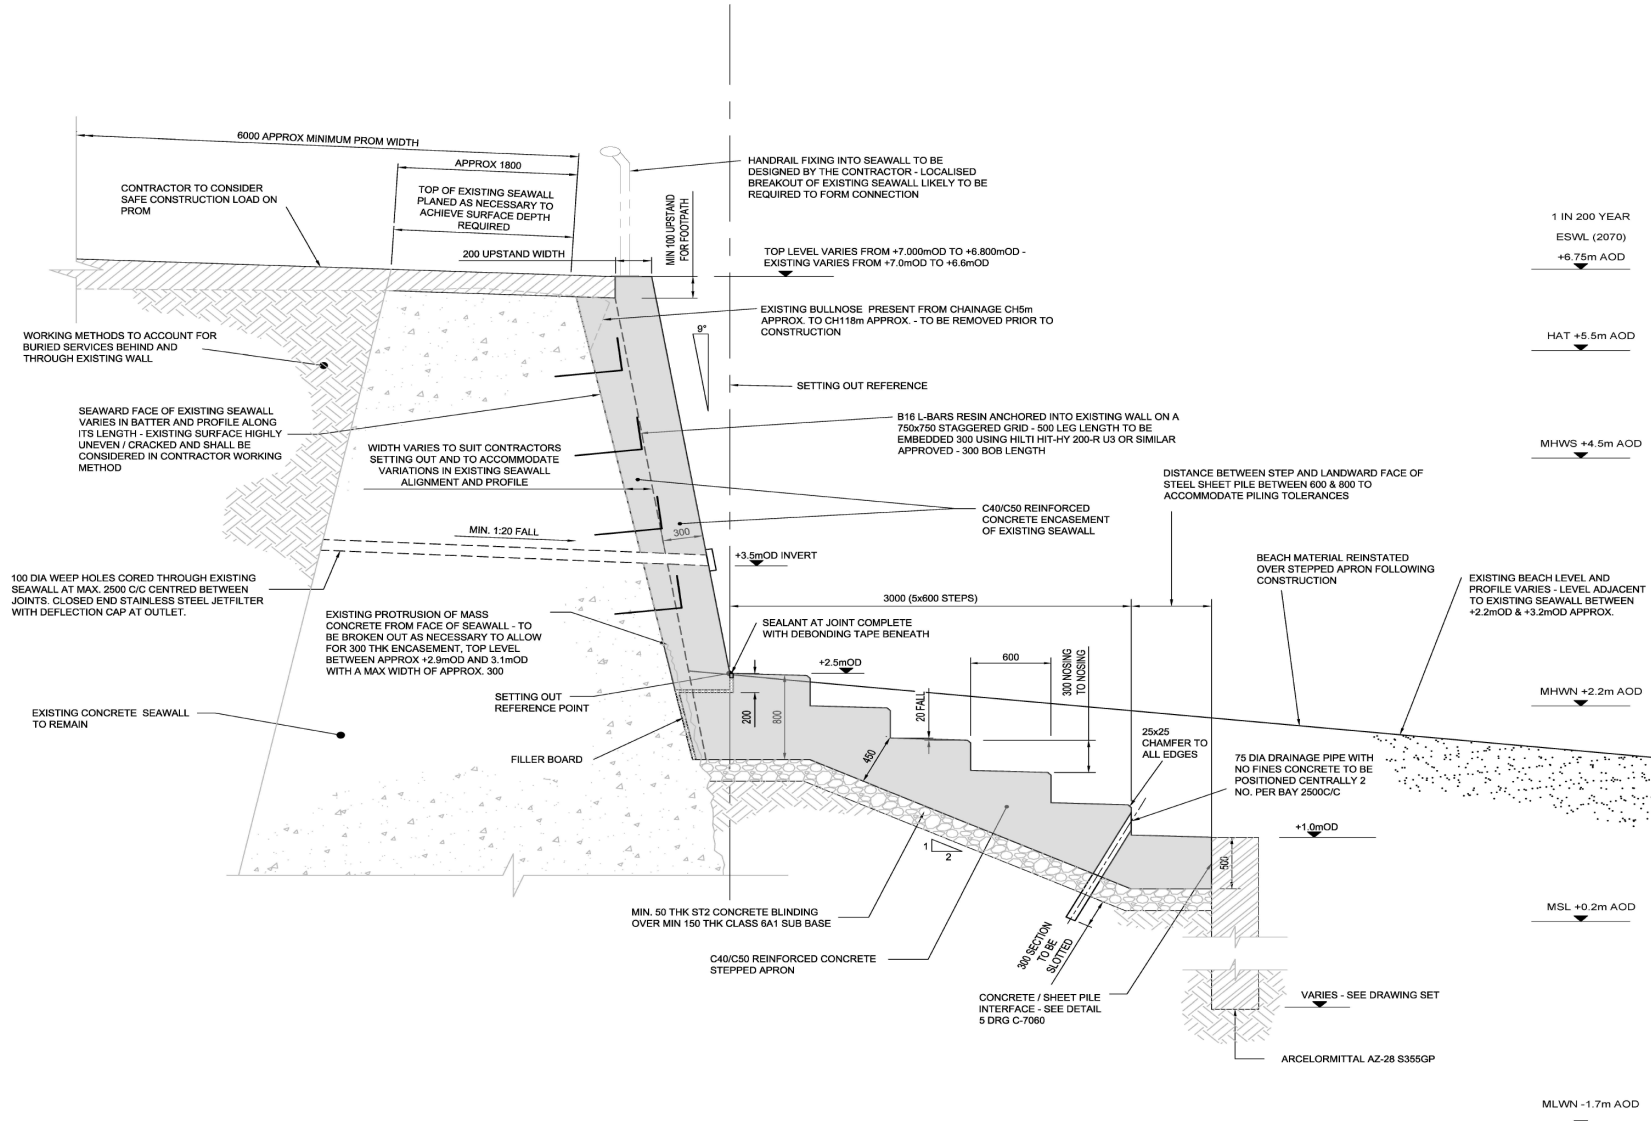 6000 APPROX MINIMUM PROM WIDTH
APPROX 1800
CONTRACTOR TO CONSIDER
SAFE CONSTRUCTION LOAD ON
PROM
TOP OF EXISTING SEAWALL
PLANED AS NECESSARY TO
ACHIEVE SURFACE DEPTH
REQUIRED
200 UPSTAND WIDTH
MIN 100 UPSTAND
FOR FOOTPATH
HANDRAIL FIXING INTO SEAWALL TO BE
DESIGNED BY THE CONTRACTOR - LOCALISED
BREAKOUT OF EXISTING SEAWALL LIKELY TO BE
REQUIRED TO FORM CONNECTION
TOP LEVEL VARIES FROM +7.000mOD TO +6.800mOD -
EXISTING VARIES FROM +7.0mOD TO +6.6mOD
1 IN 200 YEAR
ESWL (2070)
+6.75m AOD
EXISTING BULLNOSE PRESENT FROM CHAINAGE CH5m
APPROX. TO CH118m APPROX. - TO BE REMOVED PRIOR TO
CONSTRUCTION
9°
HAT +5.5m AOD
WORKING METHODS TO ACCOUNT FOR
BURIED SERVICES BEHIND AND
THROUGH EXISTING WALL
SETTING OUT REFERENCE
SEAWARD FACE OF EXISTING SEAWALL
VARIES IN BATTER AND PROFILE ALONG
ITS LENGTH - EXISTING SURFACE HIGHLY
UNEVEN / CRACKED AND SHALL BE
CONSIDERED IN CONTRACTOR WORKING
METHOD
WIDTH VARIES TO SUIT CONTRACTORS
SETTING OUT AND TO ACCOMMODATE
VARIATIONS IN EXISTING SEAWALL
ALIGNMENT AND PROFILE
B16 L-BARS RESIN ANCHORED INTO EXISTING WALL ON A
750x750 STAGGERED GRID - 500 LEG LENGTH TO BE
EMBEDDED 300 USING HILTI HIT-HY 200-R U3 OR SIMILAR
APPROVED - 300 BOB LENGTH
MHWS +4.5m AOD
DISTANCE BETWEEN STEP AND LANDWARD FACE OF
STEEL SHEET PILE BETWEEN 600 & 800 TO
ACCOMMODATE PILING TOLERANCES
C40/C50 REINFORCED
CONCRETE ENCASEMENT
OF EXISTING SEAWALL
MIN. 1:20 FALL
300
+3.5mOD INVERT
BEACH MATERIAL REINSTATED
OVER STEPPED APRON FOLLOWING
CONSTRUCTION
EXISTING BEACH LEVEL AND
PROFILE VARIES - LEVEL ADJACENT
TO EXISTING SEAWALL BETWEEN
+2.2mOD & +3.2mOD APPROX.
100 DIA WEEP HOLES CORED THROUGH EXISTING
SEAWALL AT MAX. 2500 C/C CENTRED BETWEEN
JOINTS. CLOSED END STAINLESS STEEL JETFILTER
WITH DEFLECTION CAP AT OUTLET.
3000 (5x600 STEPS)
EXISTING PROTRUSION OF MASS
CONCRETE FROM FACE OF SEAWALL - TO
BE BROKEN OUT AS NECESSARY TO ALLOW
FOR 300 THK ENCASEMENT, TOP LEVEL
BETWEEN APPROX +2.9mOD AND 3.1mOD
WITH A MAX WIDTH OF APPROX. 300
SEALANT AT JOINT COMPLETE
WITH DEBONDING TAPE BENEATH
+2.5mOD
600
300 NOSING
TO NOSING
MHWN +2.2m AOD
SETTING OUT
REFERENCE POINT
EXISTING CONCRETE SEAWALL
TO REMAIN
200
800
20 FALL
450
25x25
CHAMFER TO
ALL EDGES
FILLER BOARD
75 DIA DRAINAGE PIPE WITH
NO FINES CONCRETE TO BE
POSITIONED CENTRALLY 2
NO. PER BAY 2500C/C
+1.0mOD
1
2
500
MIN. 50 THK ST2 CONCRETE BLINDING
OVER MIN 150 THK CLASS 6A1 SUB BASE
MSL +0.2m AOD
300 SECTION
TO BE
SLOTTED
C40/C50 REINFORCED CONCRETE
STEPPED APRON
CONCRETE / SHEET PILE
INTERFACE - SEE DETAIL
5 DRG C-7060
VARIES - SEE DRAWING SET
ARCELORMITTAL AZ-28 S355GP
MLWN -1.7m AOD